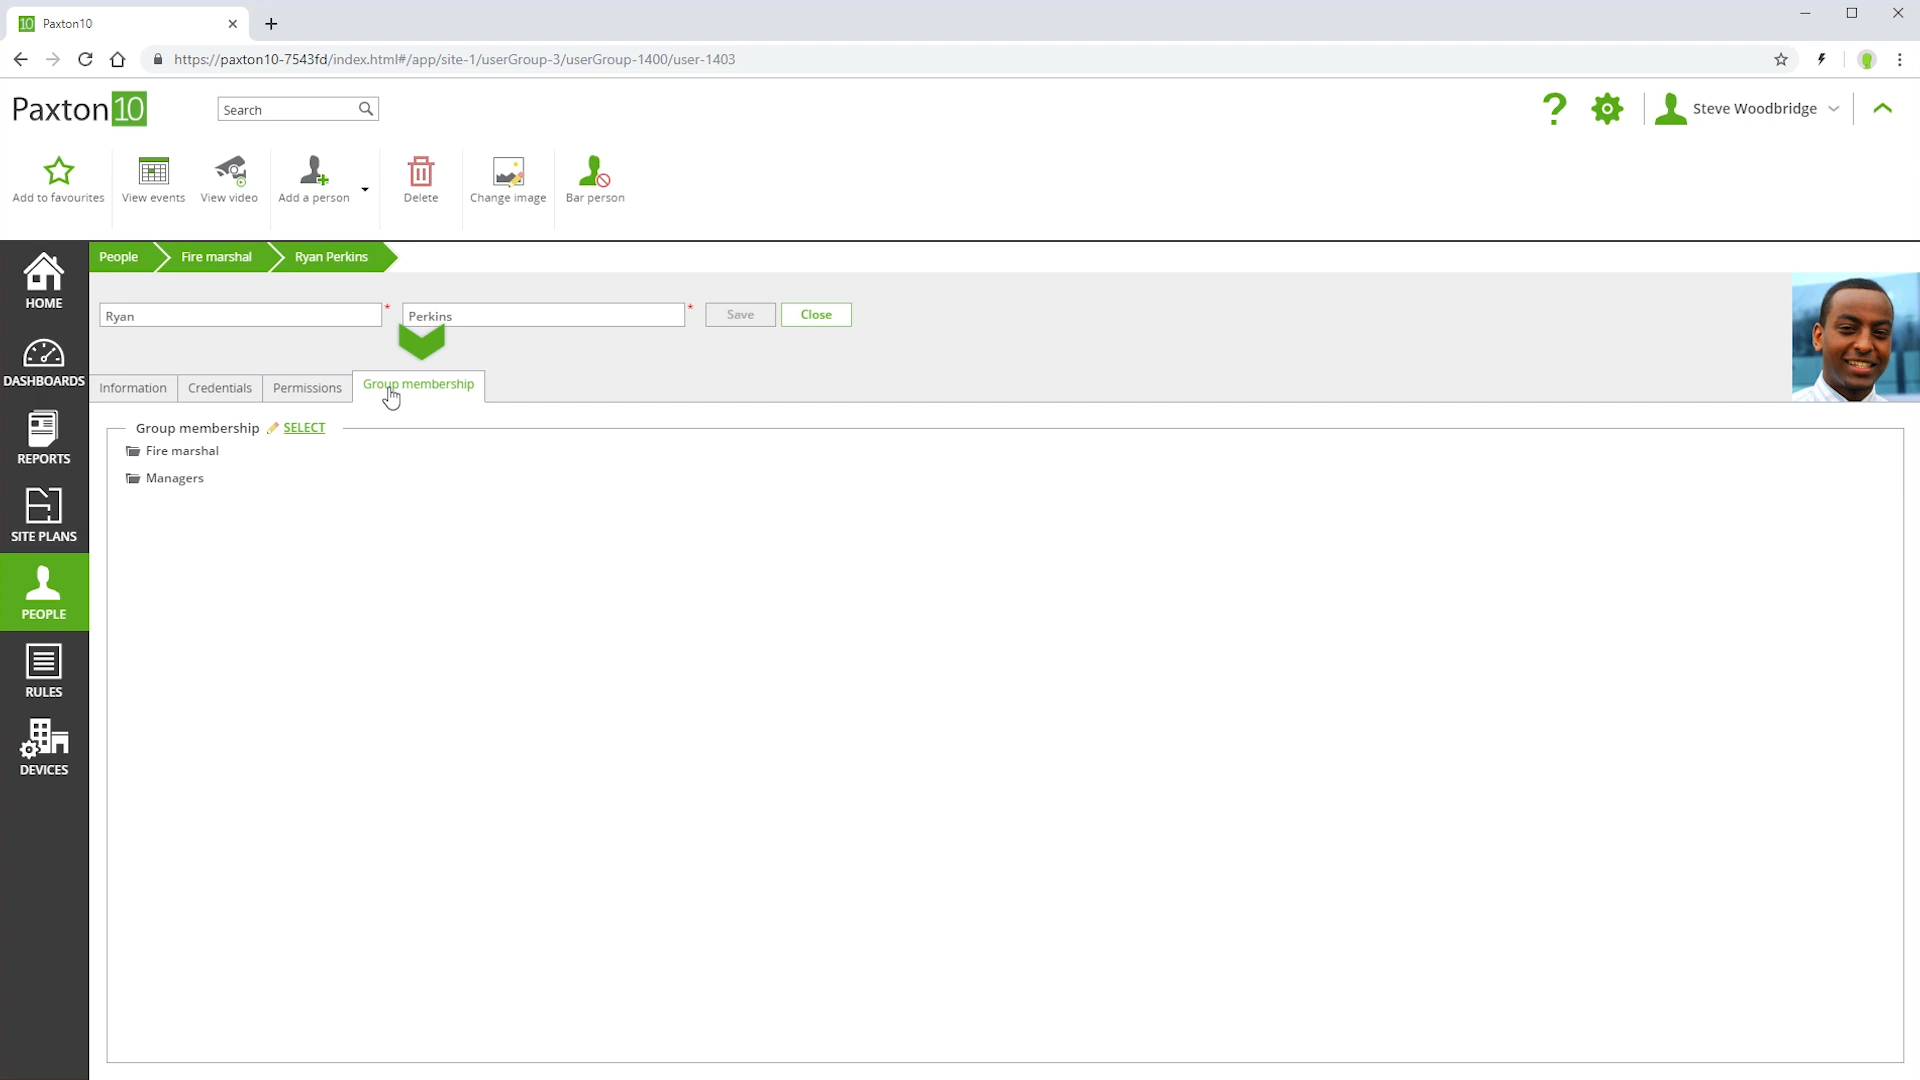 10 Paxton10
https://paxton10-7543fd/index.html#/app/site-1/userGroup-3/userGroup-1400/user-1403
Paxton 10
Search
? Steve Woodbridge
Add to favourites View events View video Add a person Delete Change image Bar person
People Fire marshal Ryan Perkins
HOME
Ryan * Perkins * Save Close
DASHBOARDS
Information Credentials Permissions Group membership
Group membership SELECT
Fire marshal
REPORTS
Managers
SITE PLANS
PEOPLE
RULES
DEVICES